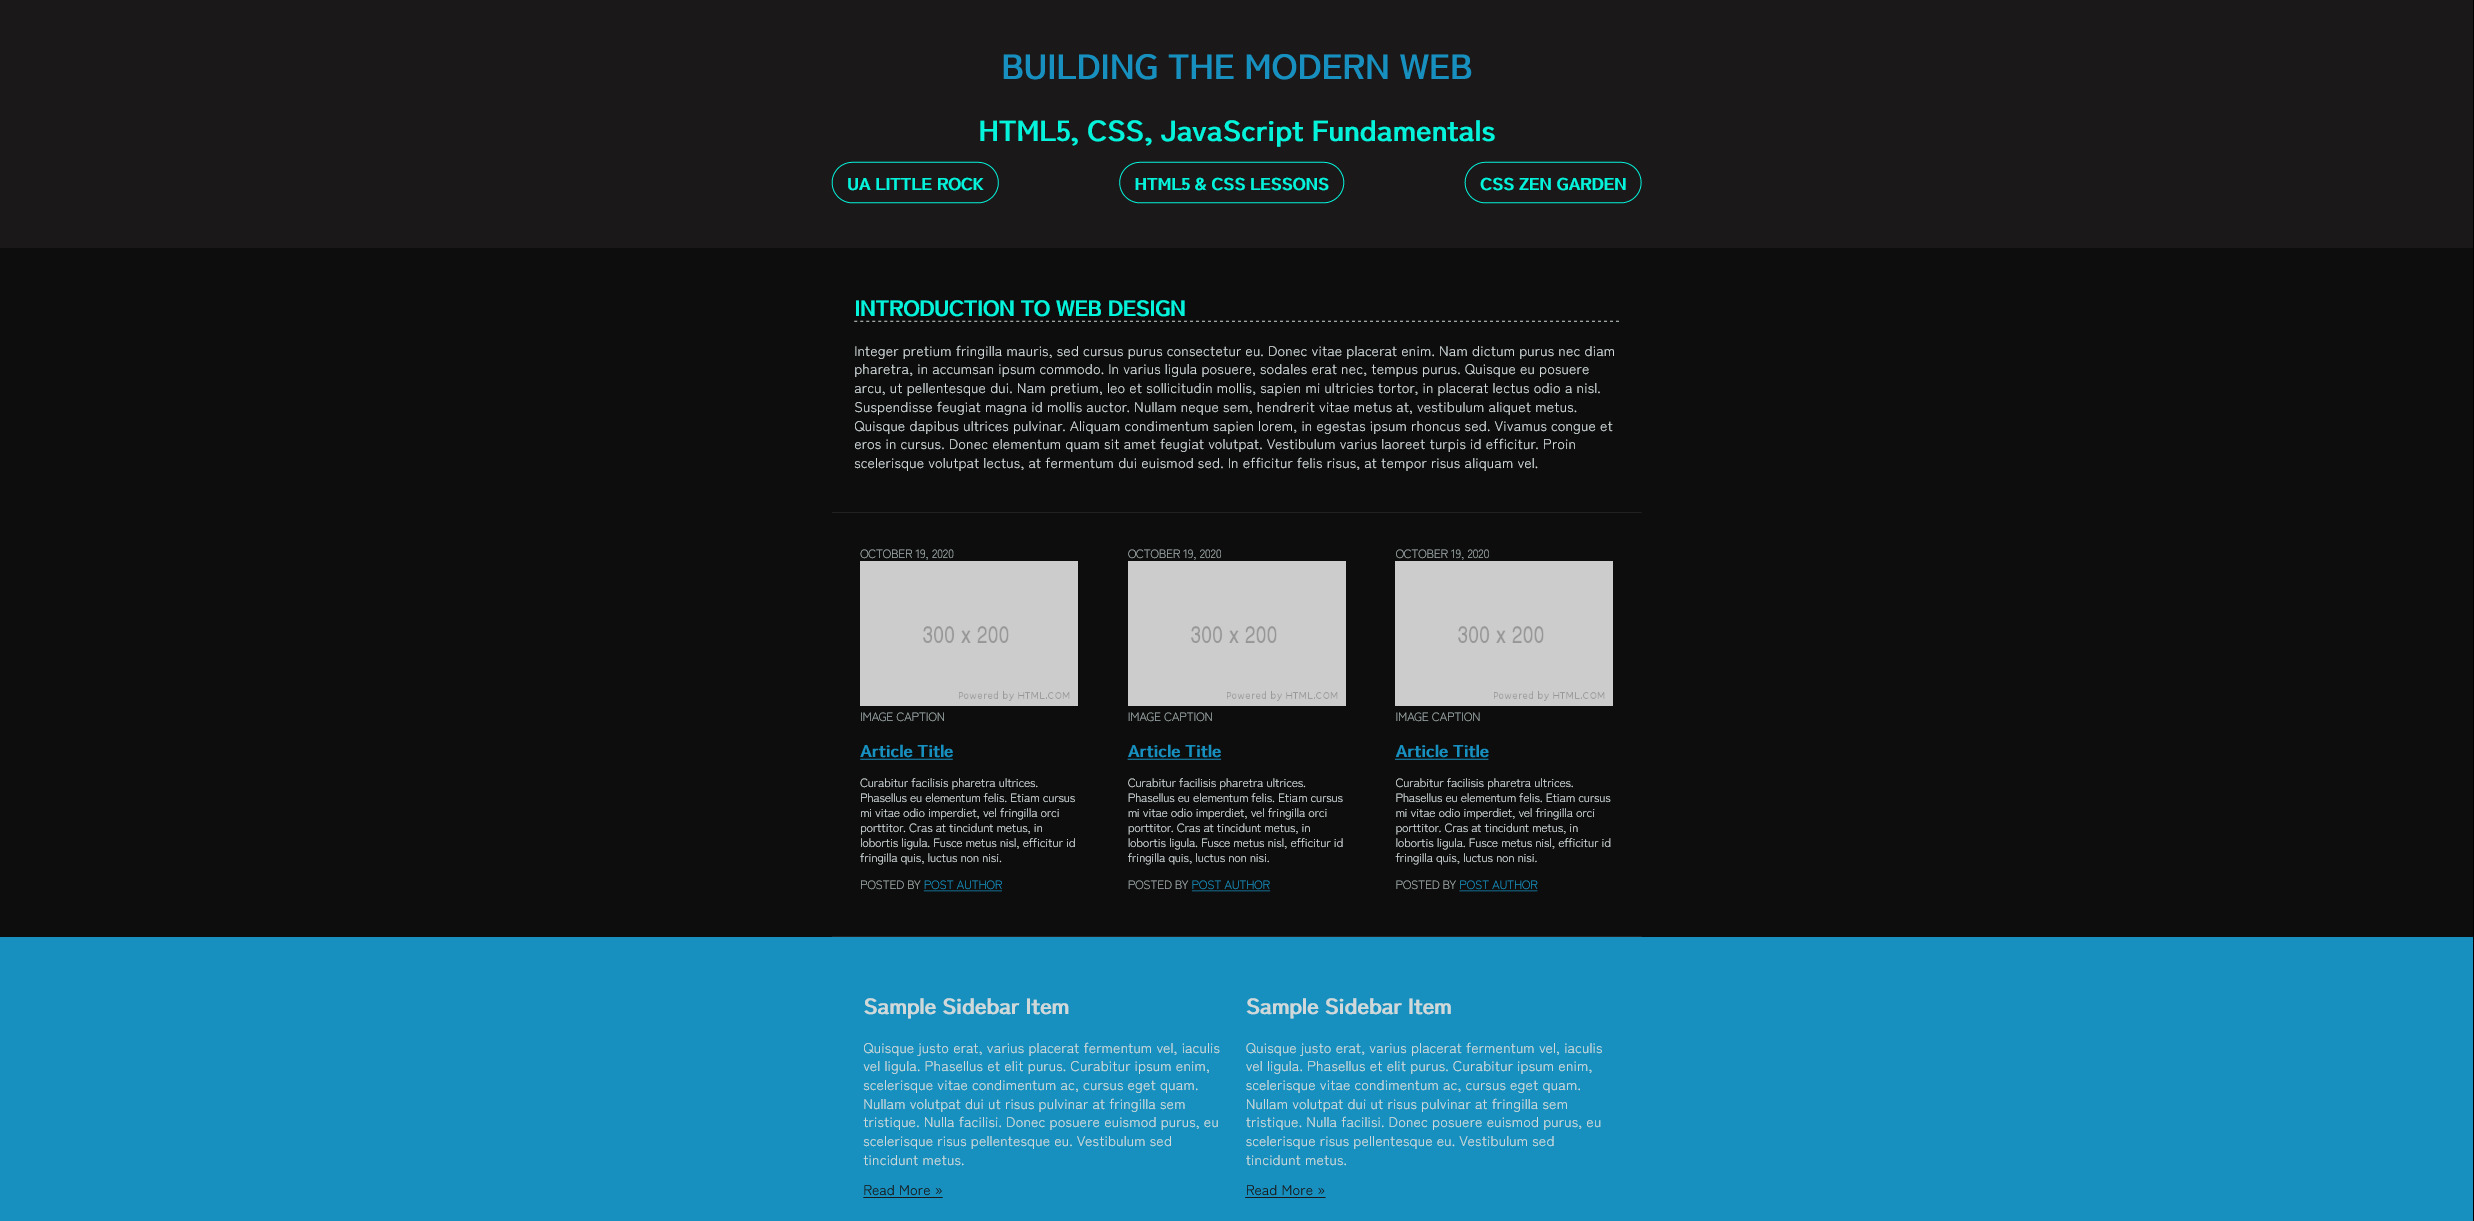 BUILDING THE MODERN WEB
HTML5, CSS, JavaScript Fundamentals
UA LITTLE ROCK
HTML5 & CSS LESSONS
CSS ZEN GARDEN
INTRODUCTION TO WEB DESIGN
Integer pretium fringilla mauris, sed cursus purus consectetur eu. Donec vitae placerat enim. Nam dictum purus nec diam
pharetra, in accumsan ipsum commodo. In varius ligula posuere, sodales erat nec, tempus purus. Quisque eu posuere
arcu, ut pellentesque dui. Nam pretium, leo et sollicitudin mollis, sapien mi ultricies tortor, in placerat lectus odio a nisl.
Suspendisse feugiat magna id mollis auctor. Nullam neque sem, hendrerit vitae metus at, vestibulum aliquet metus.
Quisque dapibus ultrices pulvinar. Aliquam condimentum sapien lorem, in egestas ipsum rhoncus sed. Vivamus congue et
eros in cursus. Donec elementum quam sit amet feugiat volutpat. Vestibulum varius laoreet turpis id efficitur. Proin
scelerisque volutpat lectus, at fermentum dui euismod sed. In efficitur felis risus, at tempor risus aliquam vel.
OCTOBER 19, 2020
300 x 200
Powered by HTML.COM
IMAGE CAPTION
Article Title
Curabitur facilisis pharetra ultrices.
Phasellus eu elementum felis. Etiam cursus
mi vitae odio imperdiet, vel fringilla orci
porttitor. Cras at tincidunt metus, in
lobortis ligula. Fusce metus nisl, efficitur id
fringilla quis, luctus non nisi.
POSTED BY POST AUTHOR
OCTOBER 19, 2020
300 x 200
Powered by HTML.COM
IMAGE CAPTION
Article Title
Curabitur facilisis pharetra ultrices.
Phasellus eu elementum felis. Etiam cursus
mi vitae odio imperdiet, vel fringilla orci
porttitor. Cras at tincidunt metus, in
lobortis ligula. Fusce metus nisl, efficitur id
fringilla quis, luctus non nisi.
POSTED BY POST AUTHOR
OCTOBER 19, 2020
300 x 200
Powered by HTML.COM
IMAGE CAPTION
Article Title
Curabitur facilisis pharetra ultrices.
Phasellus eu elementum felis. Etiam cursus
mi vitae odio imperdiet, vel fringilla orci
porttitor. Cras at tincidunt metus, in
lobortis ligula. Fusce metus nisl, efficitur id
fringilla quis, luctus non nisi.
POSTED BY POST AUTHOR
Sample Sidebar Item
Quisque justo erat, varius placerat fermentum vel, iaculis
vel ligula. Phasellus et elit purus. Curabitur ipsum enim,
scelerisque vitae condimentum ac, cursus eget quam.
Nullam volutpat dui ut risus pulvinar at fringilla sem
tristique. Nulla facilisi. Donec posuere euismod purus, eu
scelerisque risus pellentesque eu. Vestibulum sed
tincidunt metus.
Read More »
Sample Sidebar Item
Quisque justo erat, varius placerat fermentum vel, iaculis
vel ligula. Phasellus et elit purus. Curabitur ipsum enim,
scelerisque vitae condimentum ac, cursus eget quam.
Nullam volutpat dui ut risus pulvinar at fringilla sem
tristique. Nulla facilisi. Donec posuere euismod purus, eu
scelerisque risus pellentesque eu. Vestibulum sed
tincidunt metus.
Read More »